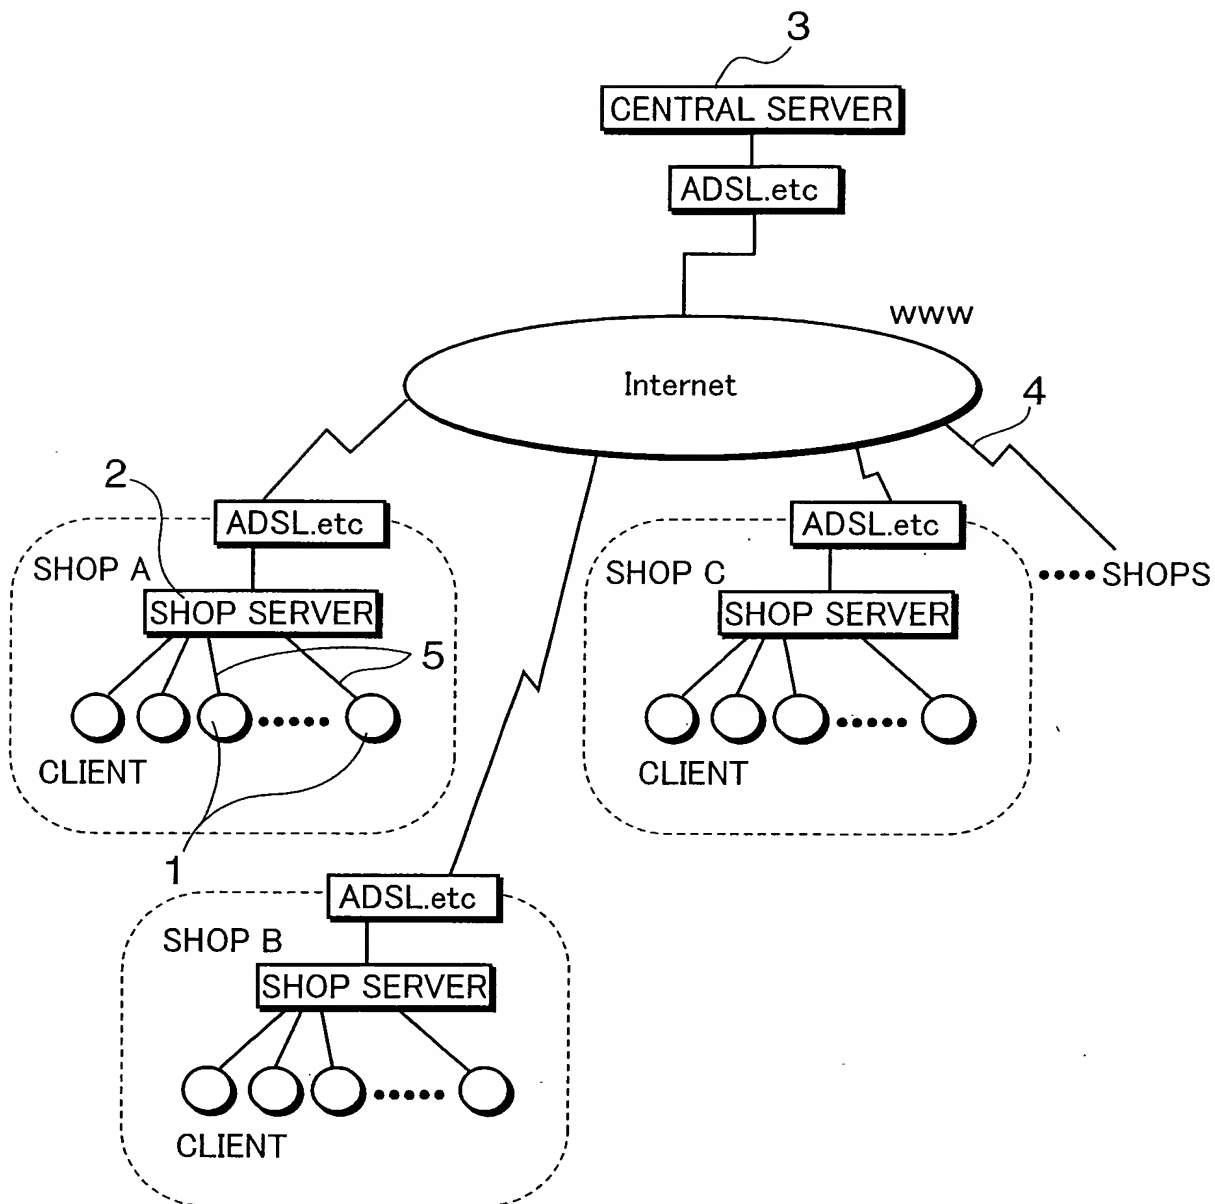 3
CENTRAL SERVER
ADSL.etc
www
Internet
4
2
ADSL.etc
SHOP A
SHOP SERVER
5
CLIENT
1
ADSL.etc
SHOP C
SHOP SERVER
CLIENT
•••• SHOPS
ADSL.etc
SHOP B
SHOP SERVER
CLIENT